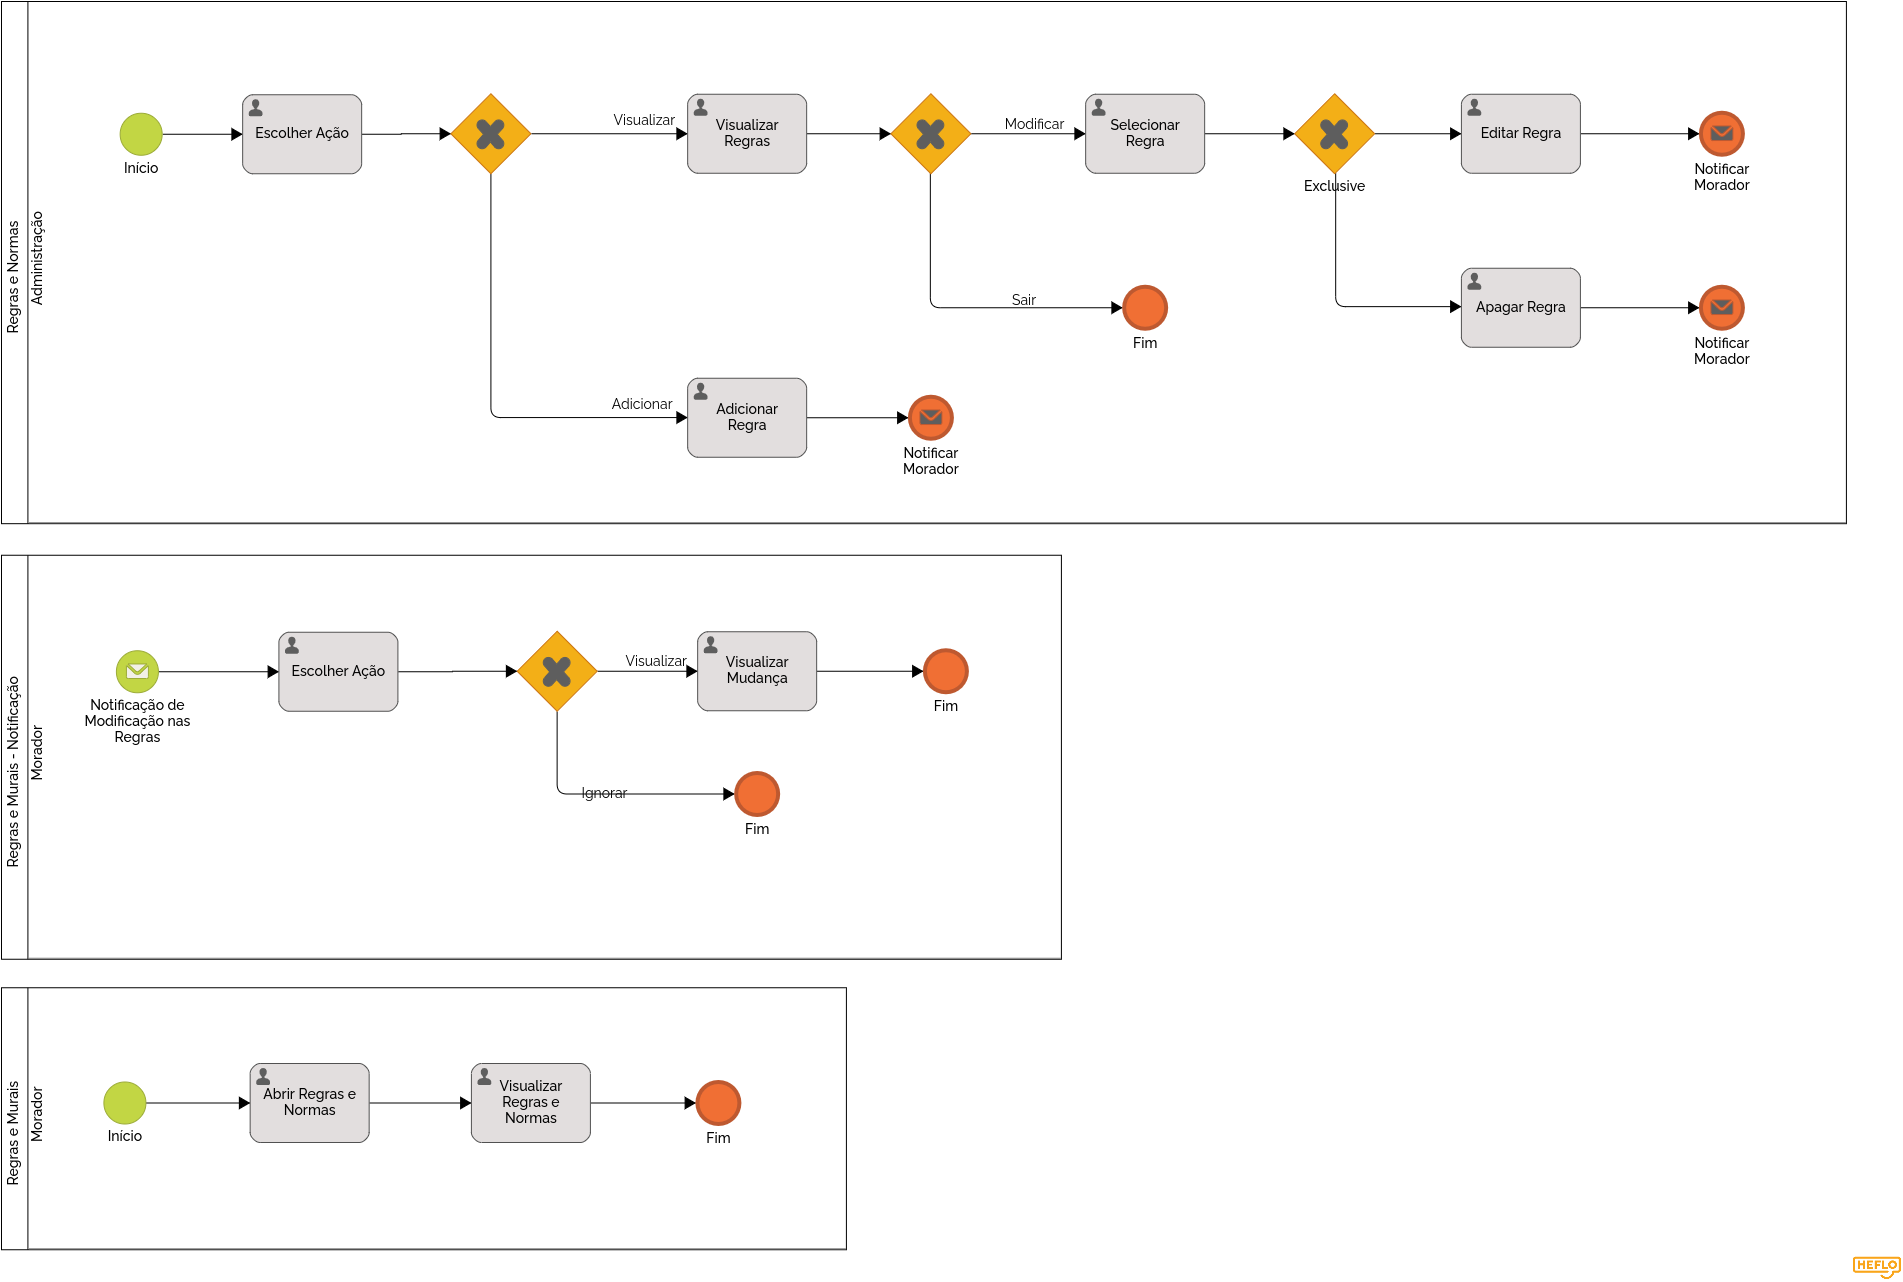 Regras e Normas
Administração
Início
Escolher Ação
Visualizar
Visualizar
Regras
Modificar
Selecionar
Regra
Exclusive
Editar Regra
Notificar
Morador
Sair
Fim
Apagar Regra
Notificar
Morador
Adicionar
Adicionar
Regra
Notificar
Morador
Regras e Murais - Notificação
Morador
Notificação de
Modificação nas
Regras
Escolher Ação
Visualizar
Visualizar
Mudança
Fim
Ignorar
Fim
Regras e Murais
Morador
Início
Abrir Regras e
Normas
Visualizar
Regras e
Normas
Fim
HEFLO